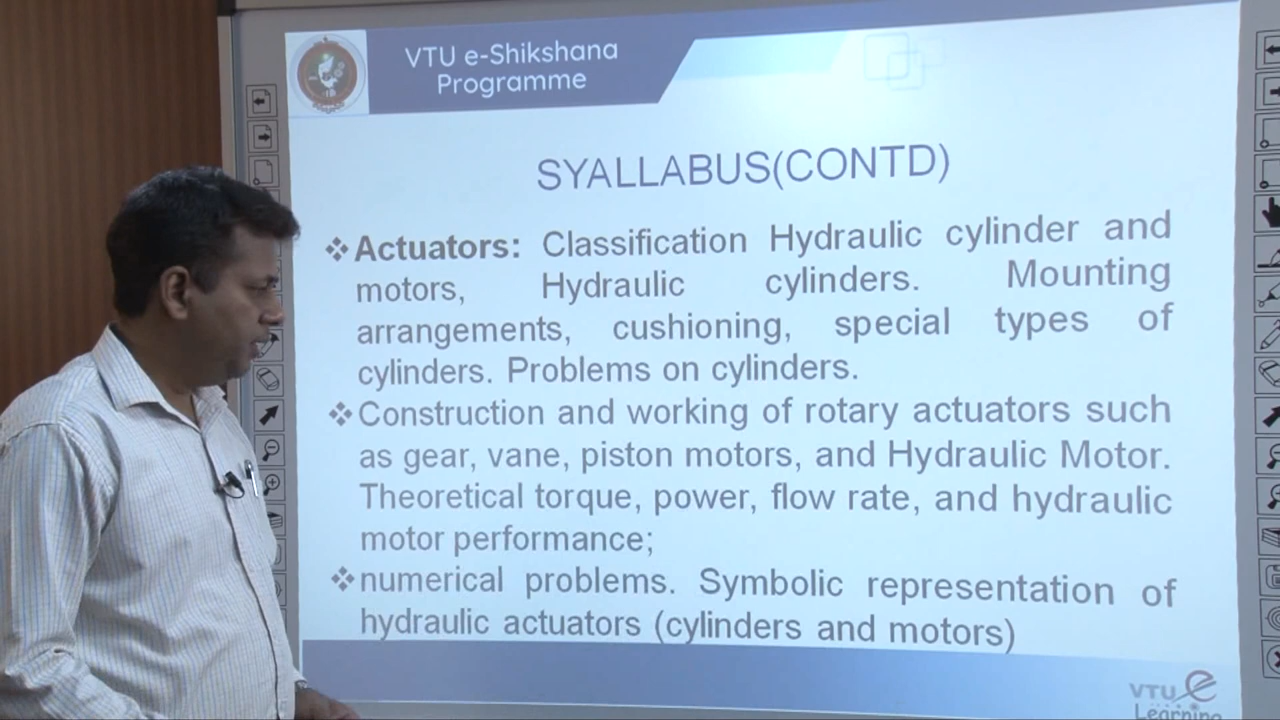 VTU e-Shikshana
Programme
SYALLABUS(CONTD)
❖Actuators: Classification Hydraulic cylinder and
motors, Hydraulic cylinders. Mounting
arrangements, cushioning, special types of
cylinders. Problems on cylinders.
❖Construction and working of rotary actuators such
as gear, vane, piston motors, and Hydraulic Motor.
Theoretical torque, power, flow rate, and hydraulic
motor performance;
❖numerical problems. Symbolic representation of
hydraulic actuators (cylinders and motors)
VTU e
Learning